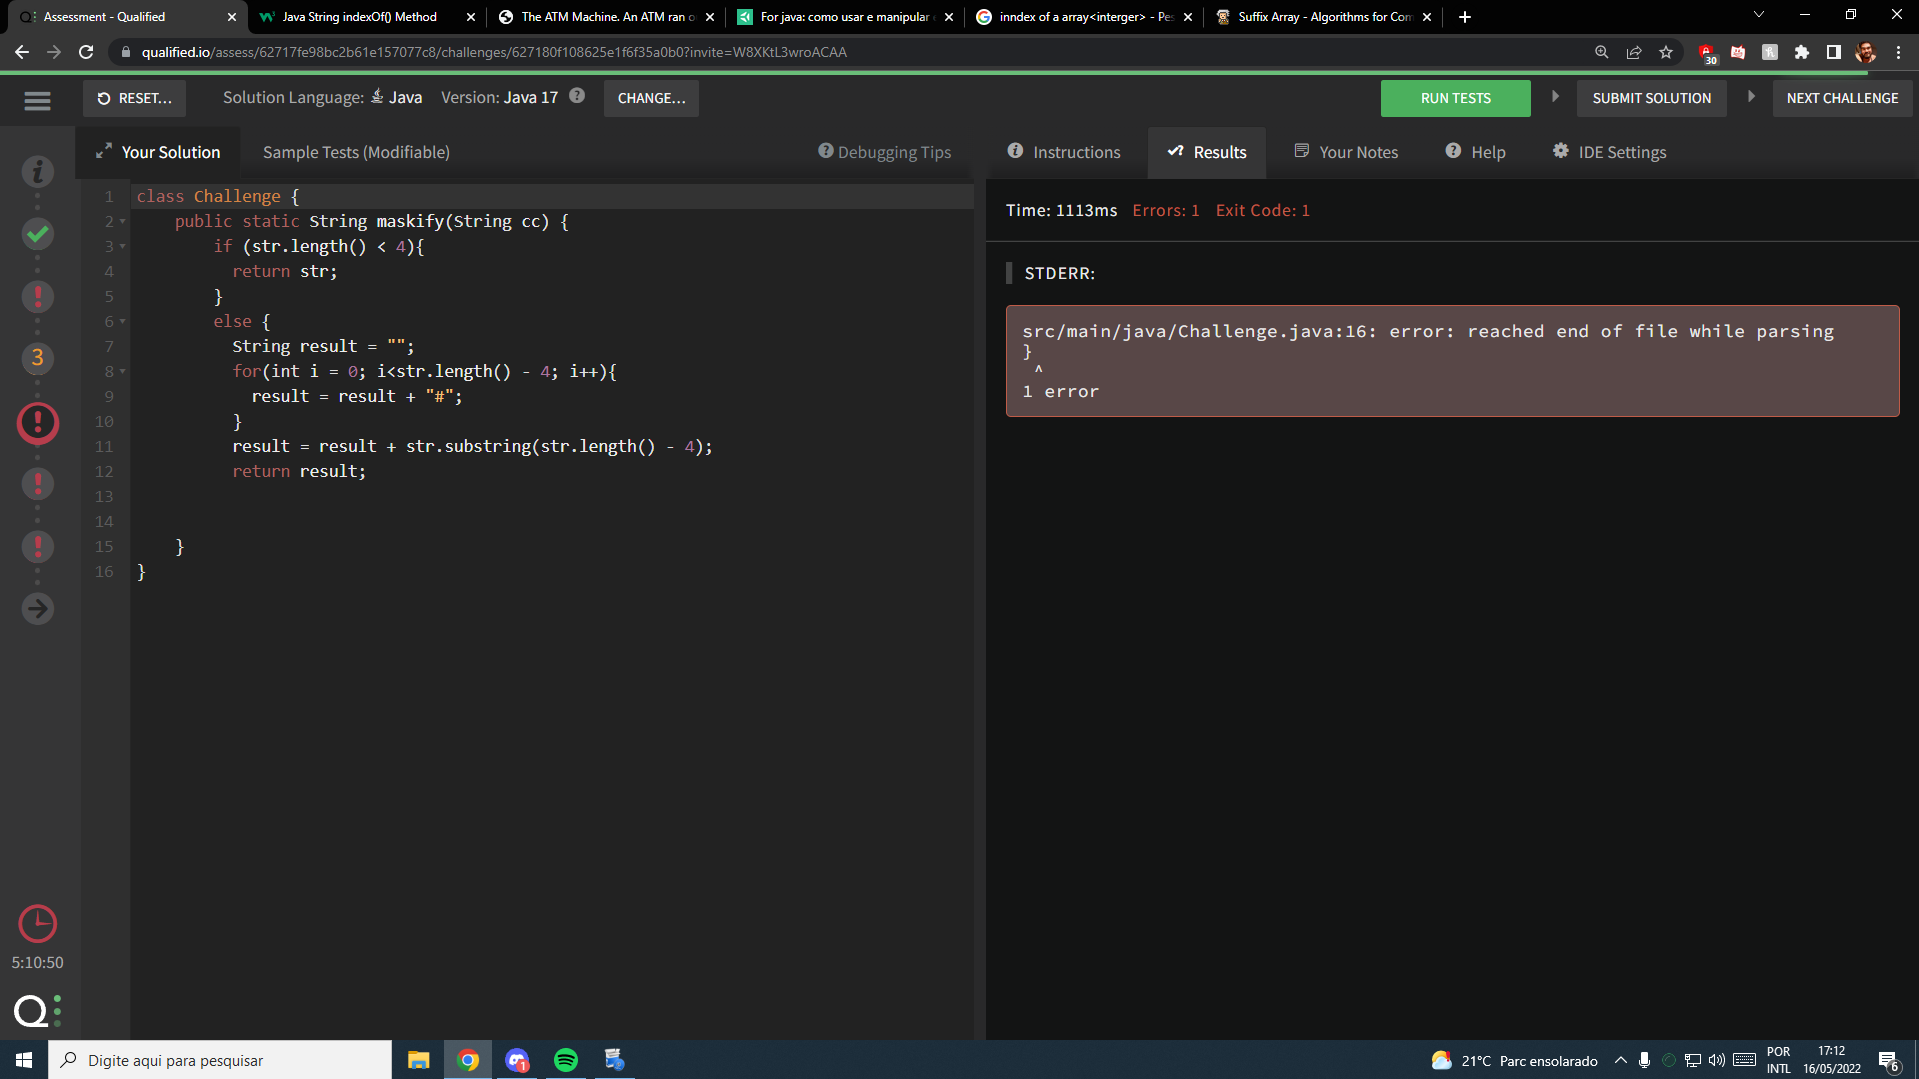 Assessment - Qualified
Java String indexOf() Method
The ATM Machine. An ATM ran o
For java: como usar e manipular
inndex of a array<interger> - Pes
Suffix Array - Algorithms for Com
qualified.io/assess/62717fe98bc2b61e157077c8/challenges/627180f108625e1f6f35a0b0?invite=W8XKtL3wroACAA
30
RESET...
Solution Language: Java Version: Java 17
CHANGE...
RUN TESTS
SUBMIT SOLUTION
NEXT CHALLENGE
Your Solution
Sample Tests (Modifiable)
Debugging Tips
Instructions
Results
Your Notes
Help
IDE Settings
1 class Challenge {
2 public static String maskify(String cc) {
3 if (str.length() < 4){
4 return str;
5 }
6 else {
7 String result = "";
8 for(int i = 0; i<str.length() - 4; i++){
9 result = result + "#";
10 }
11 result = result + str.substring(str.length() - 4);
12 return result;
13
14
15 }
16 }
3
5:10:50
Time: 1113ms Errors: 1 Exit Code: 1
STDERR:
src/main/java/Challenge.java:16: error: reached end of file while parsing
}
^
1 error
Digite aqui para pesquisar
1
21°C Parc ensolarado
POR
INTL
17:12
16/05/2022
6